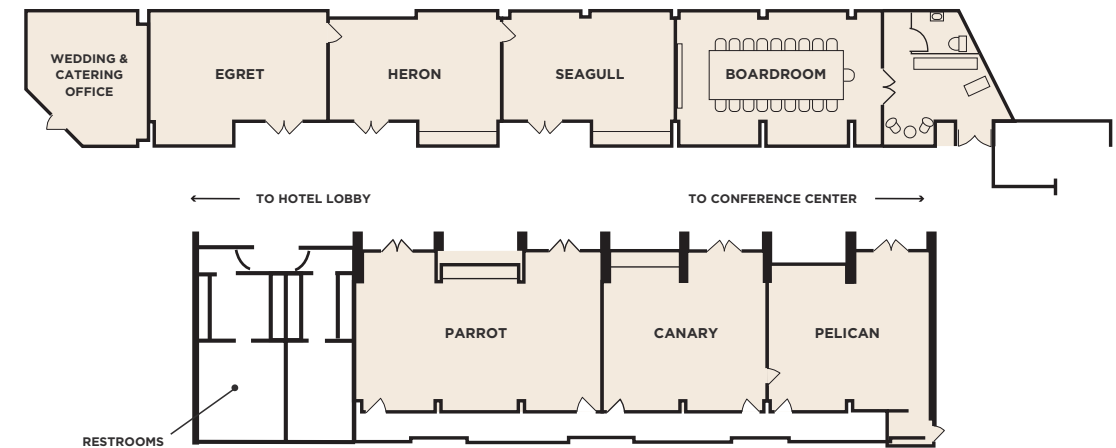 WEDDING &
CATERING
OFFICE
EGRET
HERON
SEAGULL
BOARDROOM
TO HOTEL LOBBY
TO CONFERENCE CENTER
PARROT
CANARY
PELICAN
RESTROOMS